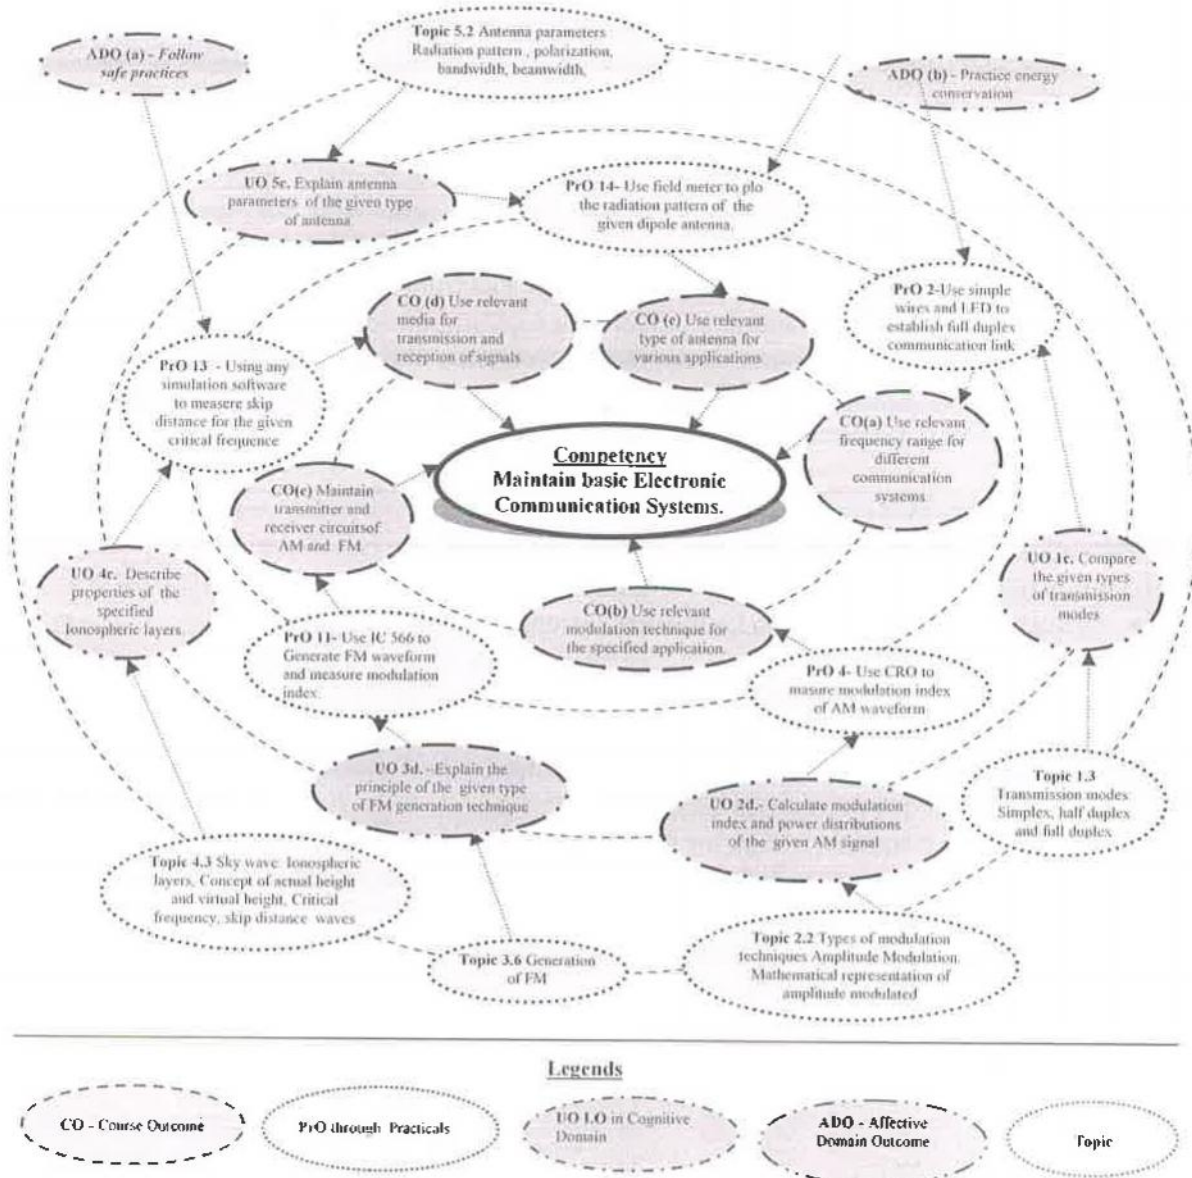 Topic 5.2 Antenna parameters
Radiation pattern , polarization,
bandwidth, beamwidth,
ADO (a) - Follow
safe practices
ADO (b) - Practice energy
conservation
UO 5c. Explain antenna
parameters of the given type
of antenna.
PrO 14- Use field meter to plo
the radiation pattern of the
given dipole antenna.
PrO 2-Use simple
wires and LED to
establish full duplex
communication link
CO (d) Use relevant
media for
transmission and
reception of signals
CO (e) Use relevant
type of antenna for
various applications
PrO 13 - Using any
simulation software
to measere skip
distance for the given
critical frequence
CO(a) Use relevant
frequency range for
different
communication
systems
Competency
Maintain basic Electronic
Communication Systems.
CO(c) Maintain
transmitter and
receiver circuitsof
AM and FM
UO 4c. Describe
properties of the
specified
Ionospheric layers.
UO 1c. Compare
the given types
of transmission
modes
CO(b) Use relevant
modulation technique for
the specified application.
PrO 11- Use IC 566 to
Generate FM waveform
and measure modulation
index.
PrO 4- Use CRO to
masure modulation index
of AM waveform
UO 3d. -Explain the
principle of the given type
of FM generation technique
UO 2d.- Calculate modulation
index and power distributions
of the given AM signal
Topic 1.3
Transmission modes
Simplex, half duplex
and full duplex
Topic 4.3 Sky wave Ionospheric
layers, Concept of actual height
and virtual height, Critical
frequency, skip distance waves
Topic 3.6 Generation
of FM
Topic 2.2 Types of modulation
techniques Amplitude Modulation.
Mathematical representation of
amplitude modulated
Legends
CO - Course Outcome
PrO through Practicals
UO LO in Cognitive
Domain
ADO - Affective
Domain Outcome
Topic